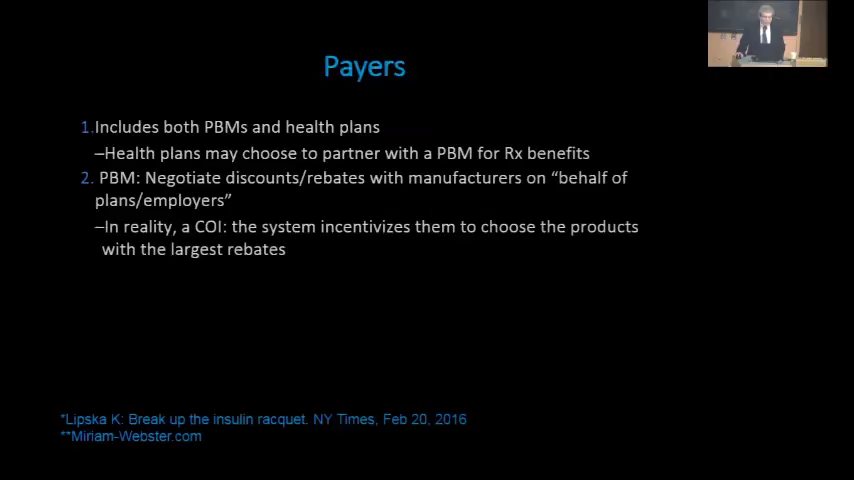 Payers
1.Includes both PBMs and health plans
–Health plans may choose to partner with a PBM for Rx benefits
2. PBM: Negotiate discounts/rebates with manufacturers on “behalf of
plans/employers”
–In reality, a COI: the system incentivizes them to choose the products
with the largest rebates
*Lipska K: Break up the insulin racquet. NY Times, Feb 20, 2016
**Miriam-Webster.com